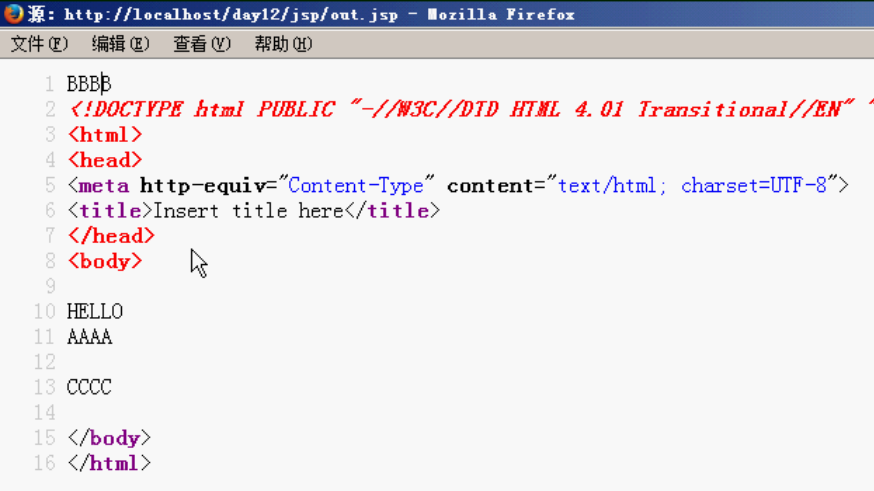 源: http://localhost/day12/jsp/out.jsp - Mozilla Firefox
文件(F) 编辑(E) 查看(V) 帮助(H)
1 BBBB
2 <!DOCTYPE html PUBLIC "-//W3C//DTD HTML 4.01 Transitional//EN" "
3 <html>
4 <head>
5 <meta http-equiv="Content-Type" content="text/html; charset=UTF-8">
6 <title>Insert title here</title>
7 </head>
8 <body>
9
10 HELLO
11 AAAA
12
13 CCCC
14
15 </body>
16 </html>